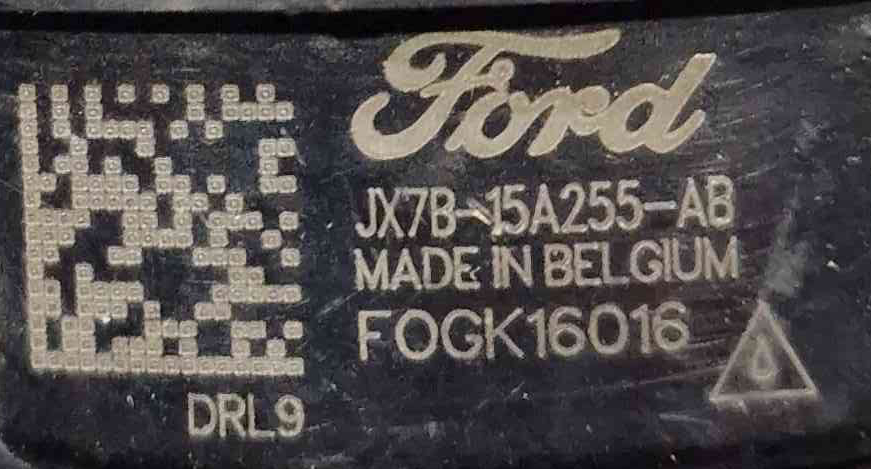 Ford
JX7B-15A255-AB
MADE IN BELGIUM
FOGK16016
DRL9